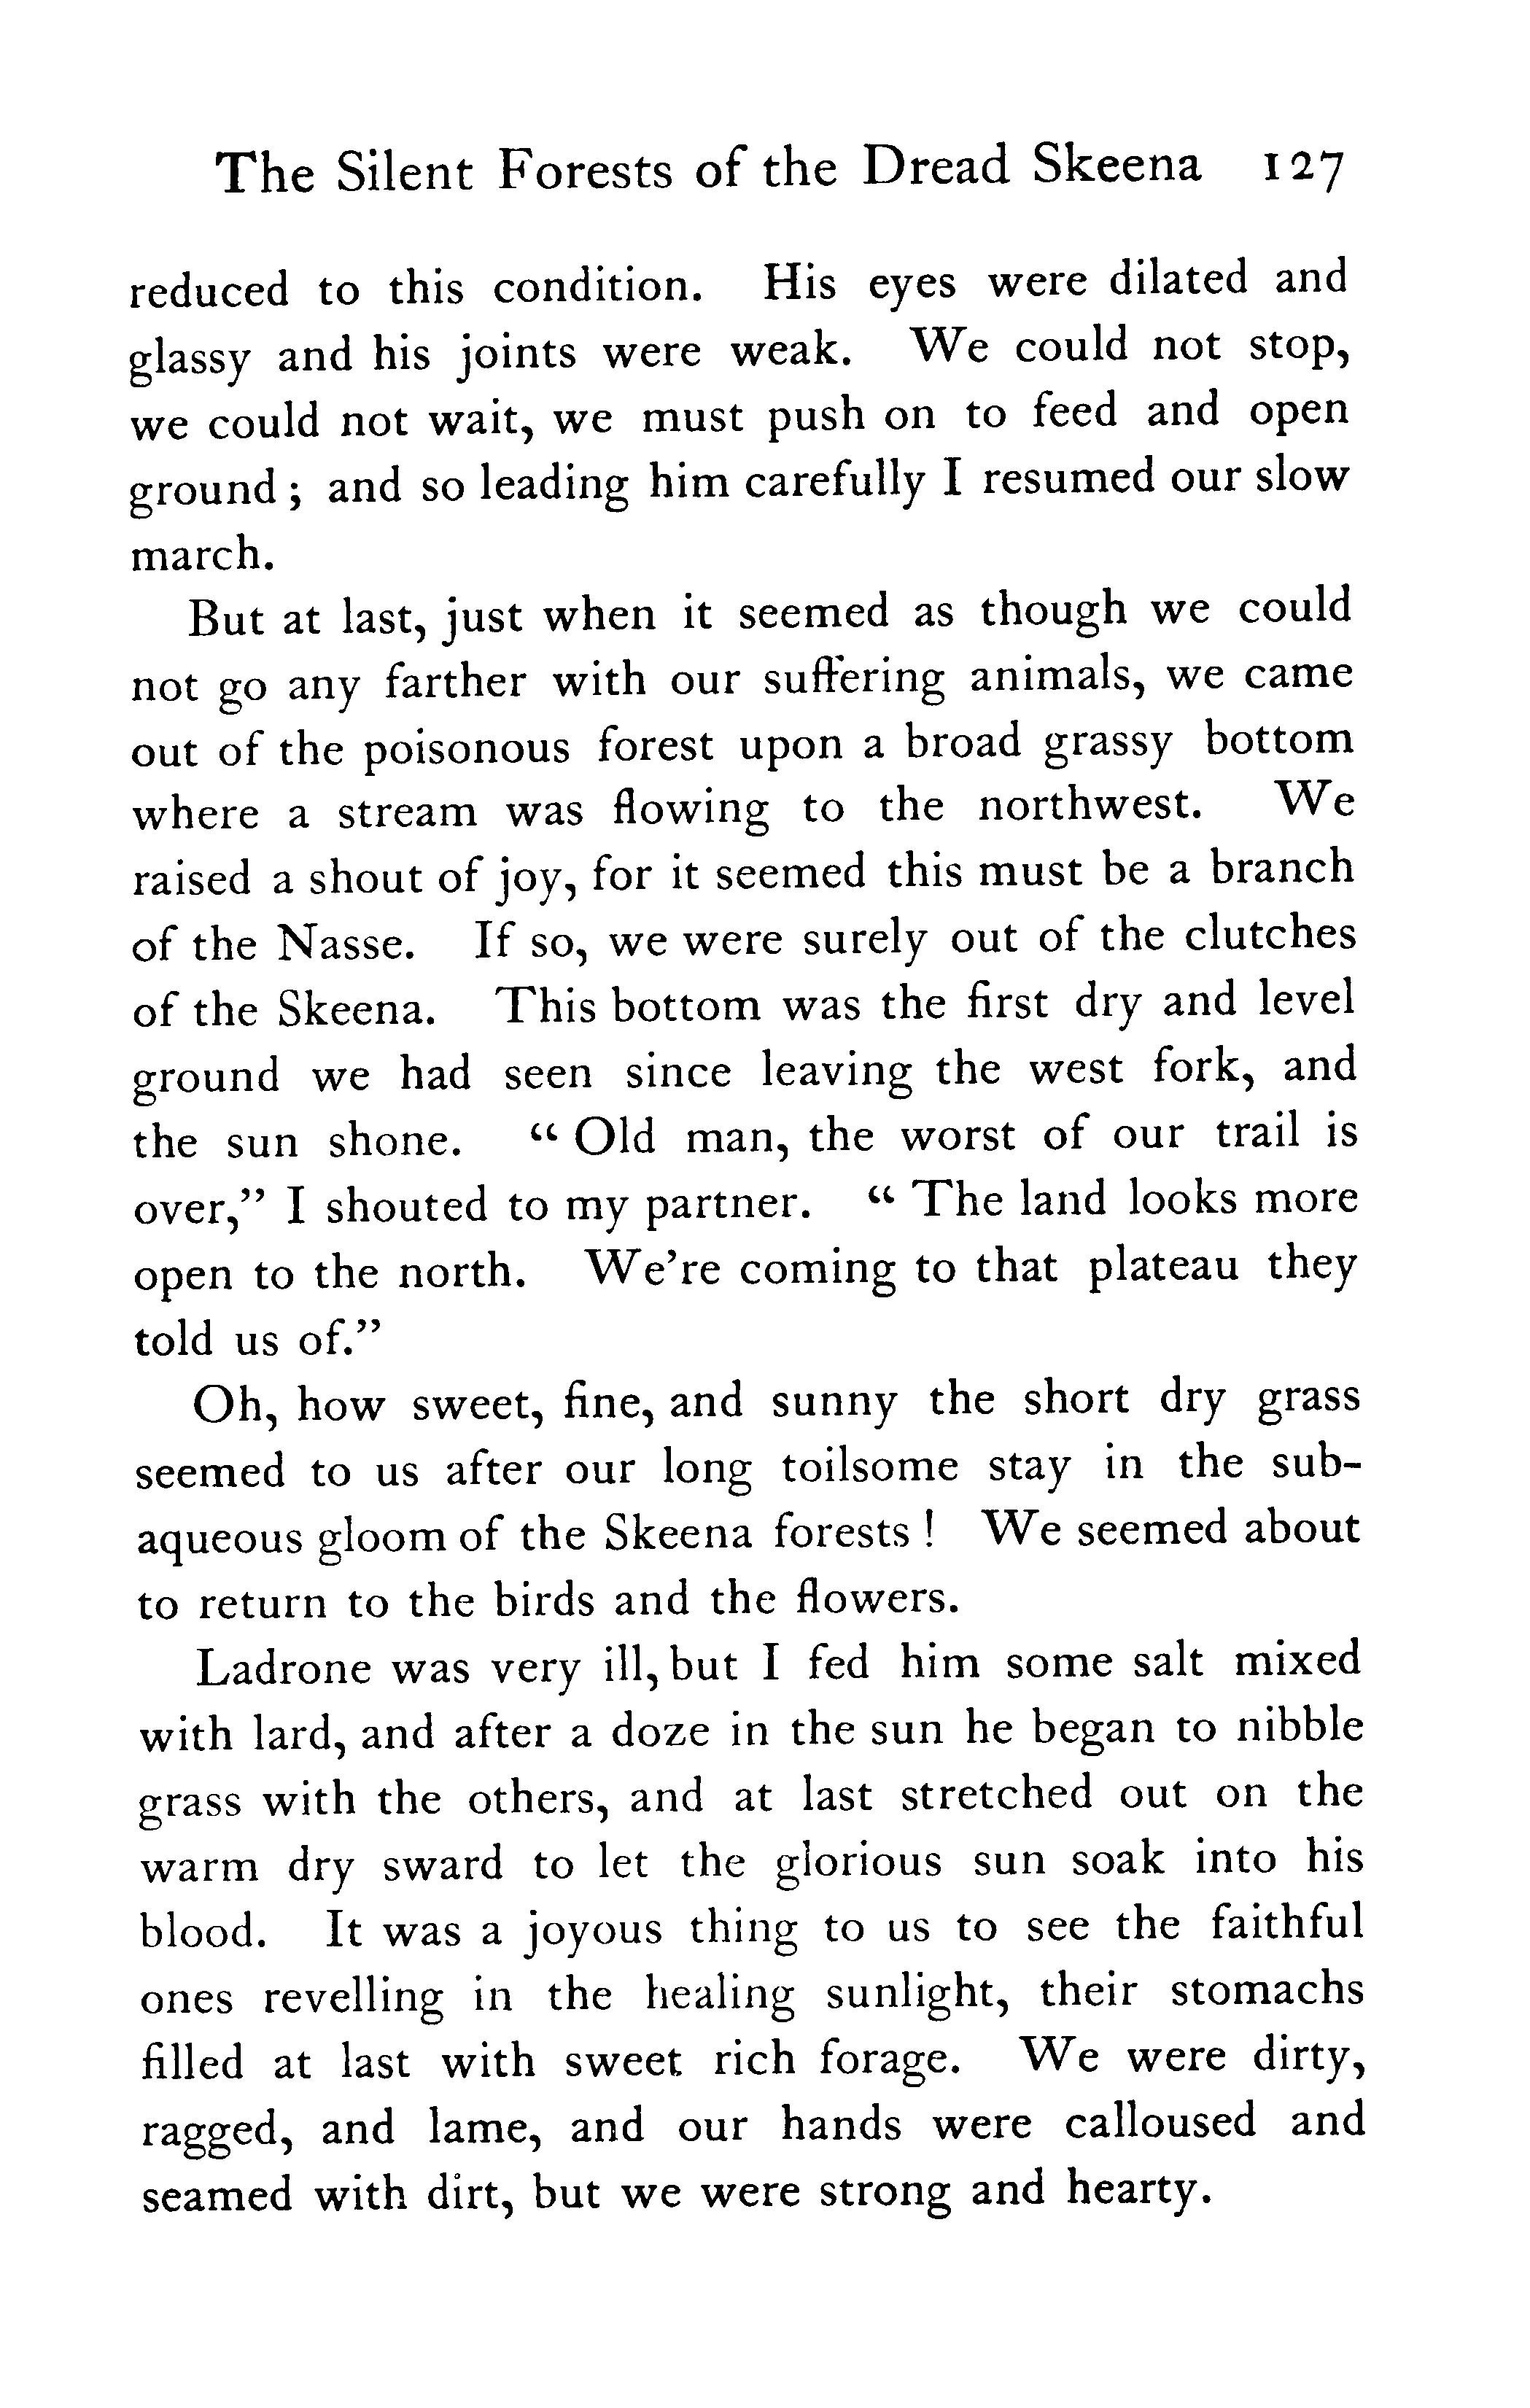 The Silent Forests of the Dread Skeena 127
reduced to this condition. His eyes were dilated and
glassy and his joints were weak. We could not stop,
we could not wait, we must push on to feed and open
ground ; and so leading him carefully I resumed our slow
march.
But at last, just when it seemed as though we could
not go any farther with our suffering animals, we came
out of the poisonous forest upon a broad grassy bottom
where a stream was flowing to the northwest. We
raised a shout of joy, for it seemed this must be a branch
of the Nasse. If so, we were surely out of the clutches
of the Skeena. This bottom was the first dry and level
ground we had seen since leaving the west fork, and
the sun shone. “ Old man, the worst of our trail is
over,” I shouted to my partner. “ The land looks more
open to the north. We’re coming to that plateau they
told us of.”
Oh, how sweet, fine, and sunny the short dry grass
seemed to us after our long toilsome stay in the sub-
aqueous gloom of the Skeena forests ! We seemed about
to return to the birds and the flowers.
Ladrone was very ill, but I fed him some salt mixed
with lard, and after a doze in the sun he began to nibble
grass with the others, and at last stretched out on the
warm dry sward to let the glorious sun soak into his
blood. It was a joyous thing to us to see the faithful
ones revelling in the healing sunlight, their stomachs
filled at last with sweet rich forage. We were dirty,
ragged, and lame, and our hands were calloused and
seamed with dirt, but we were strong and hearty.